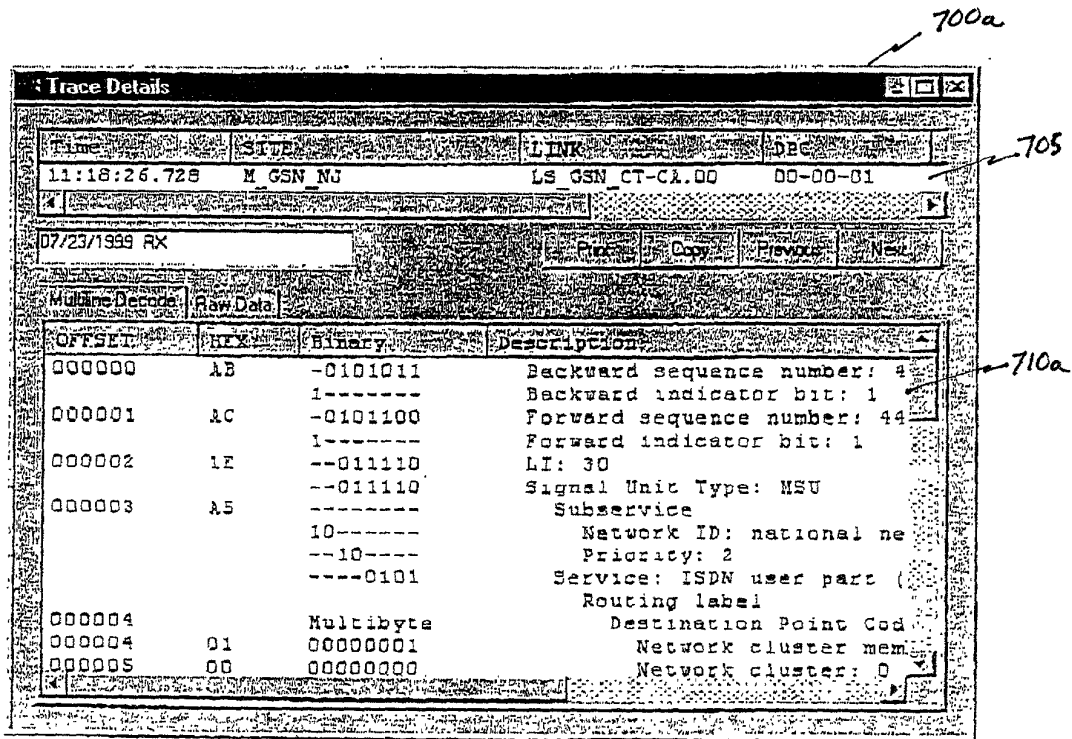 700a
Trace Details
Time SITE LINK DPC
705
11:18:26.728 M_GSN_NJ LS_GSN_CT-CA.00 00-00-01
07/23/1999 RX
Print Copy Previous Next
Multiline Decode Raw Data
OFFSET HEX Binary Description
000000 AB -0101011 Backward sequence number: 4
710a
1------- Backward indicator bit: 1
000001 AC -0101100 Forward sequence number: 44
1------- Forward indicator bit: 1
000002 1E --011110 LI: 30
--011110 Signal Unit Type: MSU
000003 A5 -------- Subservice
10------ Network ID: national ne
--10---- Priority: 2
----0101 Service: ISDN user part (
Routing label
000004 Multibyte Destination Point Cod
000004 01 00000001 Network cluster mem
000005 00 00000000 Network cluster: 0